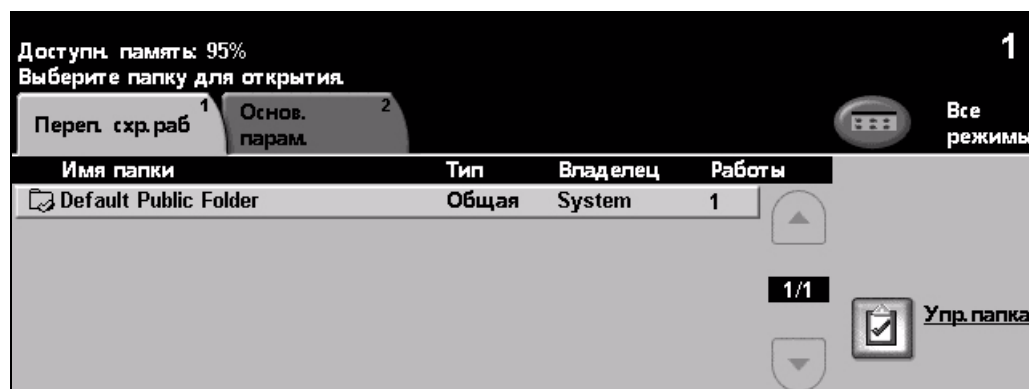 Доступн. память: 95%
1
Выберите папку для открытия.
Переп. схр.раб 1
Основ. парам. 2
Все режимы
Имя папки Тип Владелец Работы
Default Public Folder Общая System 1
1/1
Упр.папка